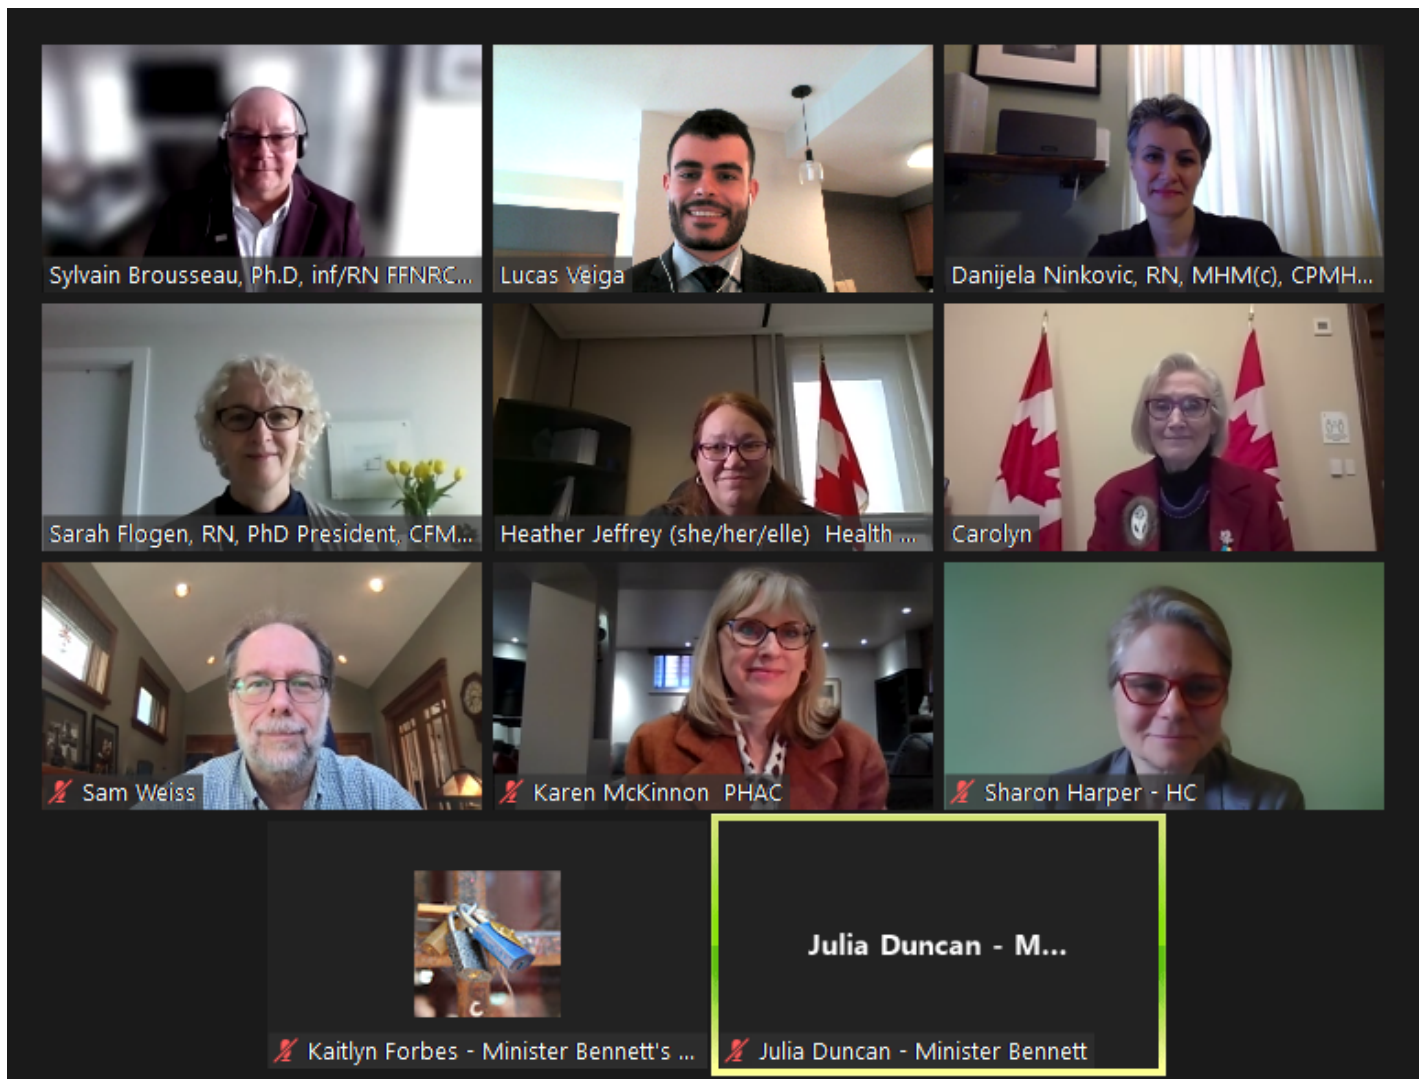 Sylvain Brousseau, Ph.D, inf/RN FFNRC...
Lucas Veiga
Danijela Ninkovic, RN, MHM(c), CPMH...
Sarah Flogen, RN, PhD President, CFM...
Heather Jeffrey (she/her/elle) Health ...
Carolyn
Sam Weiss
Karen McKinnon PHAC
Sharon Harper - HC
Julia Duncan - M...
Kaitlyn Forbes - Minister Bennett's ...
Julia Duncan - Minister Bennett